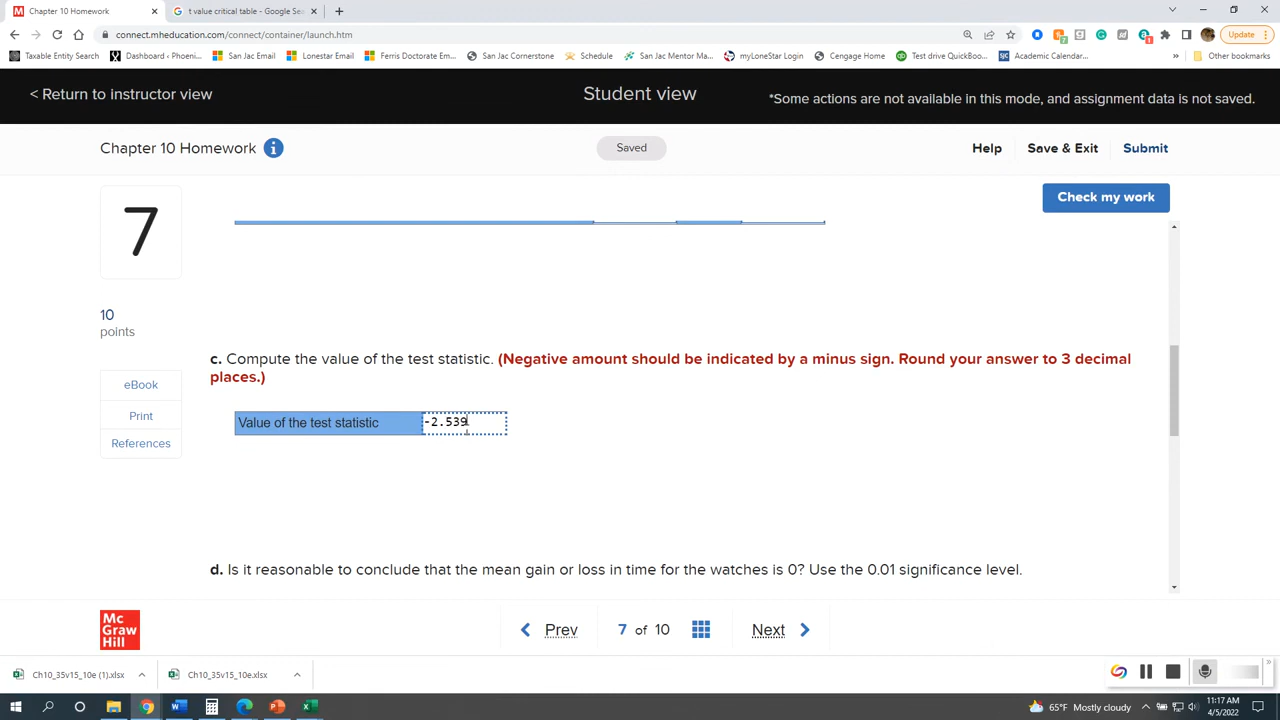 Chapter 10 Homework
t value critical table - Google Sea
connect.mheducation.com/connect/container/launch.htm
Update
Taxable Entity Search
Dashboard ‹ Phoeni...
San Jac Email
Lonestar Email
Ferris Doctorate Em...
San Jac Cornerstone
Schedule
San Jac Mentor Ma...
myLoneStar Login
Cengage Home
Test drive QuickBoo...
Academic Calendar...
»
Other bookmarks
< Return to instructor view
Student view
*Some actions are not available in this mode, and assignment data is not saved.
Chapter 10 Homework
Saved
Help
Save & Exit
Submit
7
Check my work
10
points
c. Compute the value of the test statistic. (Negative amount should be indicated by a minus sign. Round your answer to 3 decimal
places.)
eBook
Print
References
Value of the test statistic
-2.539
d. Is it reasonable to conclude that the mean gain or loss in time for the watches is 0? Use the 0.01 significance level.
Mc
Graw
Hill
Prev
7 of 10
Next
Ch10_35v15_10e (1).xlsx
Ch10_35v15_10e.xlsx
65°F Mostly cloudy
11:17 AM
4/5/2022